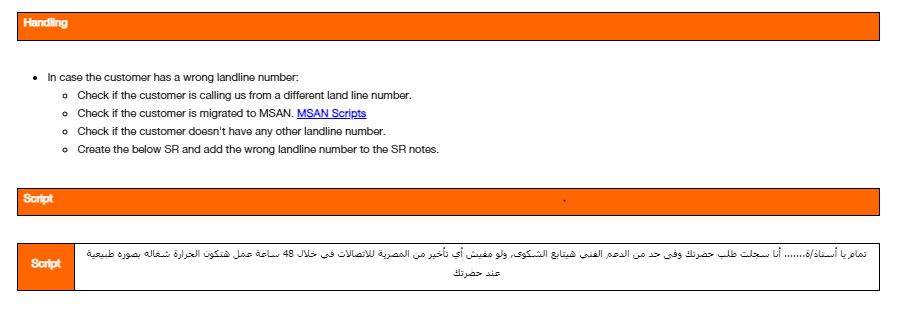 Handling
In case the customer has a wrong landline number:
Check if the customer is calling us from a different land line number.
Check if the customer is migrated to MSAN. MSAN Scripts
Check if the customer doesn't have any other landline number.
Create the below SR and add the wrong landline number to the SR notes.
Script
Script
تمام يا أستاذ/ة....... أنا سجلت طلب حضرتك وفى حد من الدعم الفني هيتابع الشكوى, ولو مفيش أي تأخير من المصرية للاتصالات في خلال 48 ساعة عمل هتكون الحرارة شغاله بصوره طبيعية
عند حضرتك